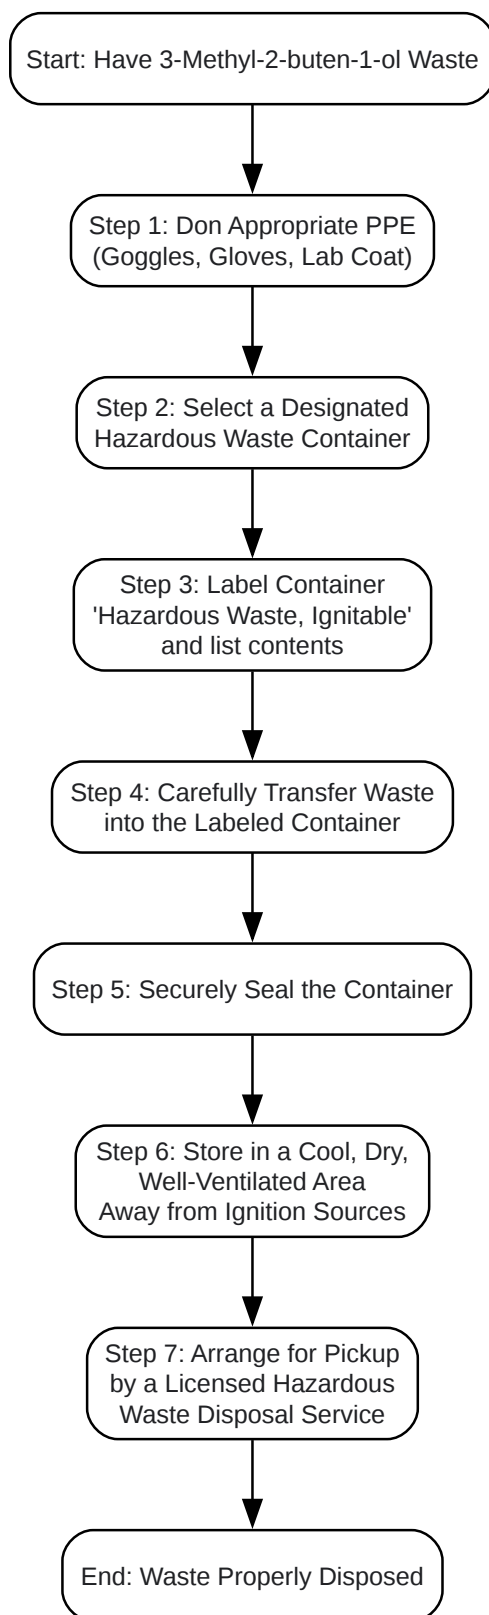 Start: Have 3-Methyl-2-buten-1-ol Waste
Step 1: Don Appropriate PPE
(Goggles, Gloves, Lab Coat)
Step 2: Select a Designated
Hazardous Waste Container
Step 3: Label Container
'Hazardous Waste, Ignitable'
and list contents
Step 4: Carefully Transfer Waste
into the Labeled Container
Step 5: Securely Seal the Container
Step 6: Store in a Cool, Dry,
Well-Ventilated Area
Away from Ignition Sources
Step 7: Arrange for Pickup
by a Licensed Hazardous
Waste Disposal Service
End: Waste Properly Disposed